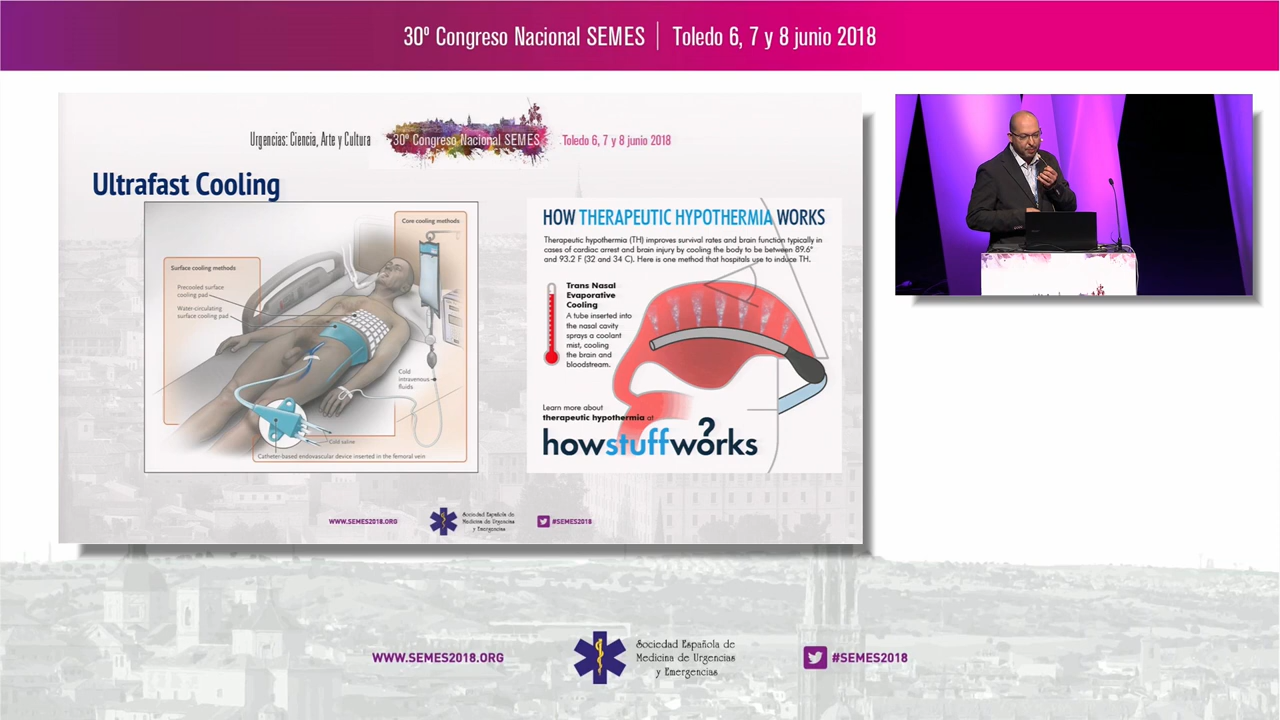 30º Congreso Nacional SEMES | Toledo 6, 7 y 8 junio 2018
Urgencias: Ciencia, Arte y Cultura
30º Congreso Nacional SEMES
Toledo 6, 7 y 8 junio 2018
Ultrafast Cooling
Core cooling methods
Surface cooling methods
Precooled surface
cooling pad
Water-circulating
surface cooling pad
Cold
intravenous
fluids
Cold saline
Catheter-based endovascular device inserted in the femoral vein
HOW THERAPEUTIC HYPOTHERMIA WORKS
Therapeutic hypothermia (TH) improves survival rates and brain function typically in
cases of cardiac arrest and brain injury by cooling the body to be between 89.6°
and 93.2 F (32 and 34 C). Here is one method that hospitals use to induce TH.
Trans Nasal
Evaporative
Cooling
A tube inserted into
the nasal cavity
sprays a coolant
mist, cooling
the brain and
bloodstream.
Learn more about
therapeutic hypothermia at
howstuffworks
?
WWW.SEMES2018.ORG
Sociedad Española de
Medicina de Urgencias
y Emergencias
#SEMES2018
WWW.SEMES2018.ORG
Sociedad Española de
Medicina de Urgencias
y Emergencias
#SEMES2018